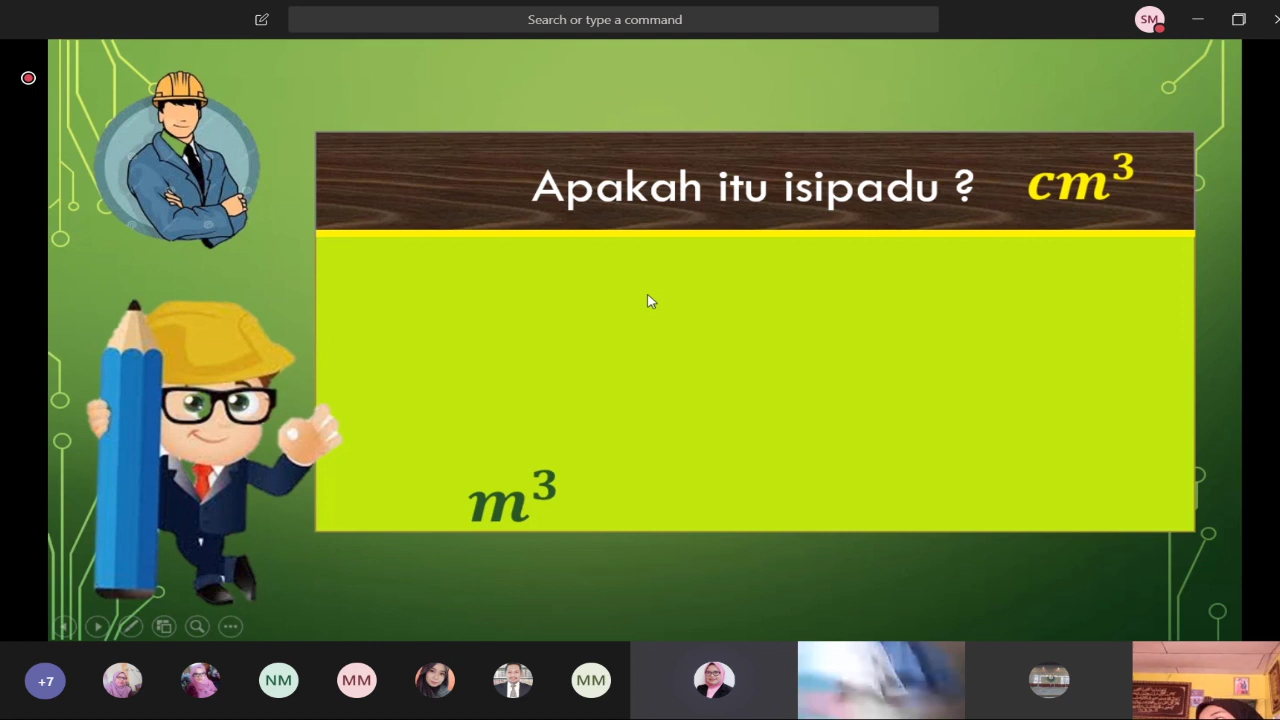 Search or type a command
SM
Apakah itu isipadu ? cm³
m³
+7
NM
MM
MM